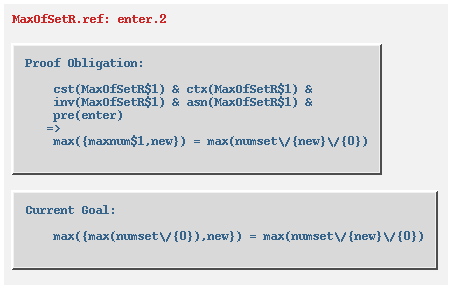 MaxOfSetR.ref: enter.2
Proof Obligation:
cst(MaxOfSetR$1) & ctx(MaxOfSetR$1) &
inv(MaxOfSetR$1) & asn(MaxOfSetR$1) &
pre(enter)
=>
max({maxnum$1,new}) = max(numset\/{new}\/{0})
Current Goal:
max({max(numset\/{0}),new}) = max(numset\/{new}\/{0})